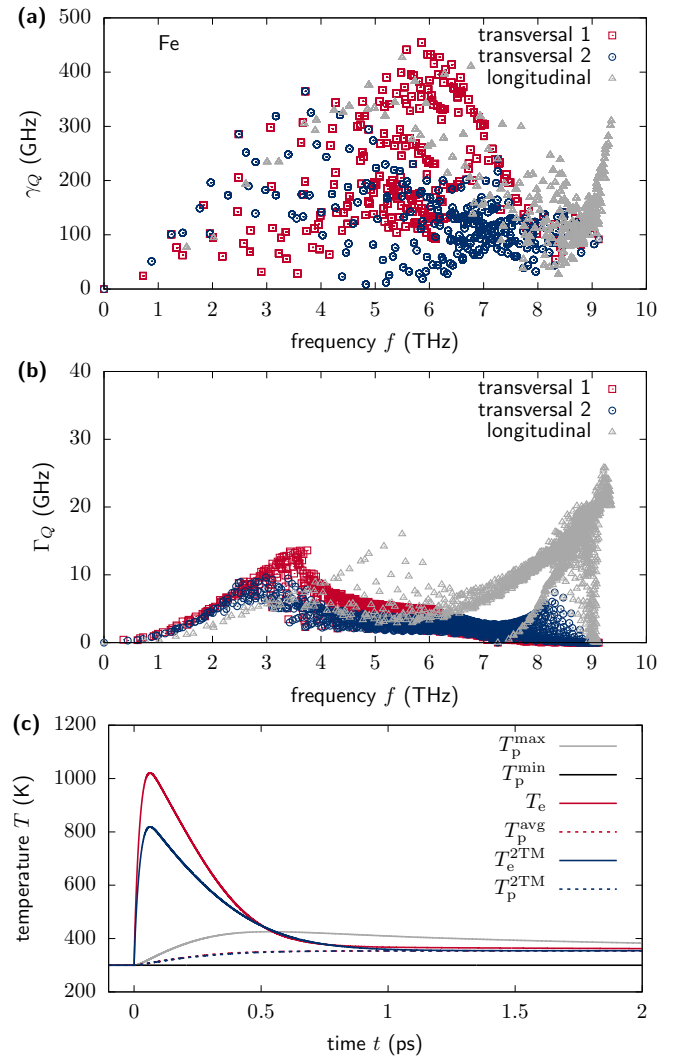 (a)
500
400
300
200
100
0
γQ (GHz)
Fe
transversal 1
transversal 2
longitudinal
0 1 2 3 4 5 6 7 8 9 10
frequency f (THz)
(b)
40
30
20
10
0
ΓQ (GHz)
transversal 1
transversal 2
longitudinal
0 1 2 3 4 5 6 7 8 9 10
frequency f (THz)
(c)
1200
1000
800
600
400
200
temperature T (K)
T_p^max
T_p^min
T_e
T_p^avg
T_e^2TM
T_p^2TM
0 0.5 1 1.5 2
time t (ps)